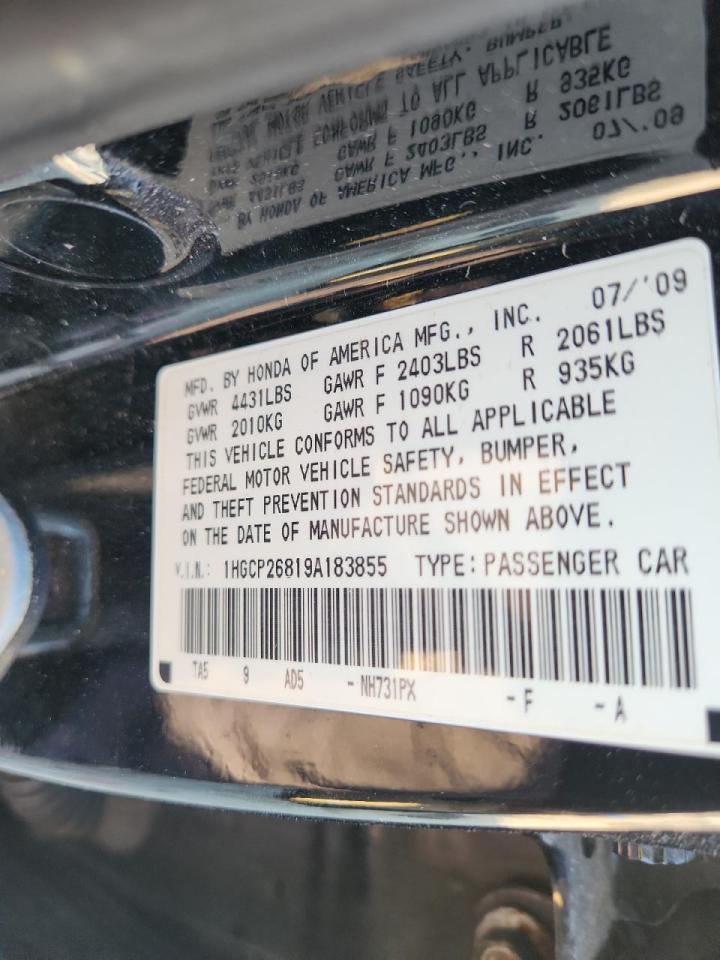 MFD. BY HONDA OF AMERICA MFG., INC. 07/'09
GVWR 4431LBS GAWR F 2403LBS R 2061LBS
GVWR 2010KG GAWR F 1090KG R 935KG
THIS VEHICLE CONFORMS TO ALL APPLICABLE
FEDERAL MOTOR VEHICLE SAFETY, BUMPER,
AND THEFT PREVENTION STANDARDS IN EFFECT
ON THE DATE OF MANUFACTURE SHOWN ABOVE.
V.I.N.: 1HGCP26819A183855 TYPE: PASSENGER CAR
TA5 9 AD5 -NH731PX -F -A